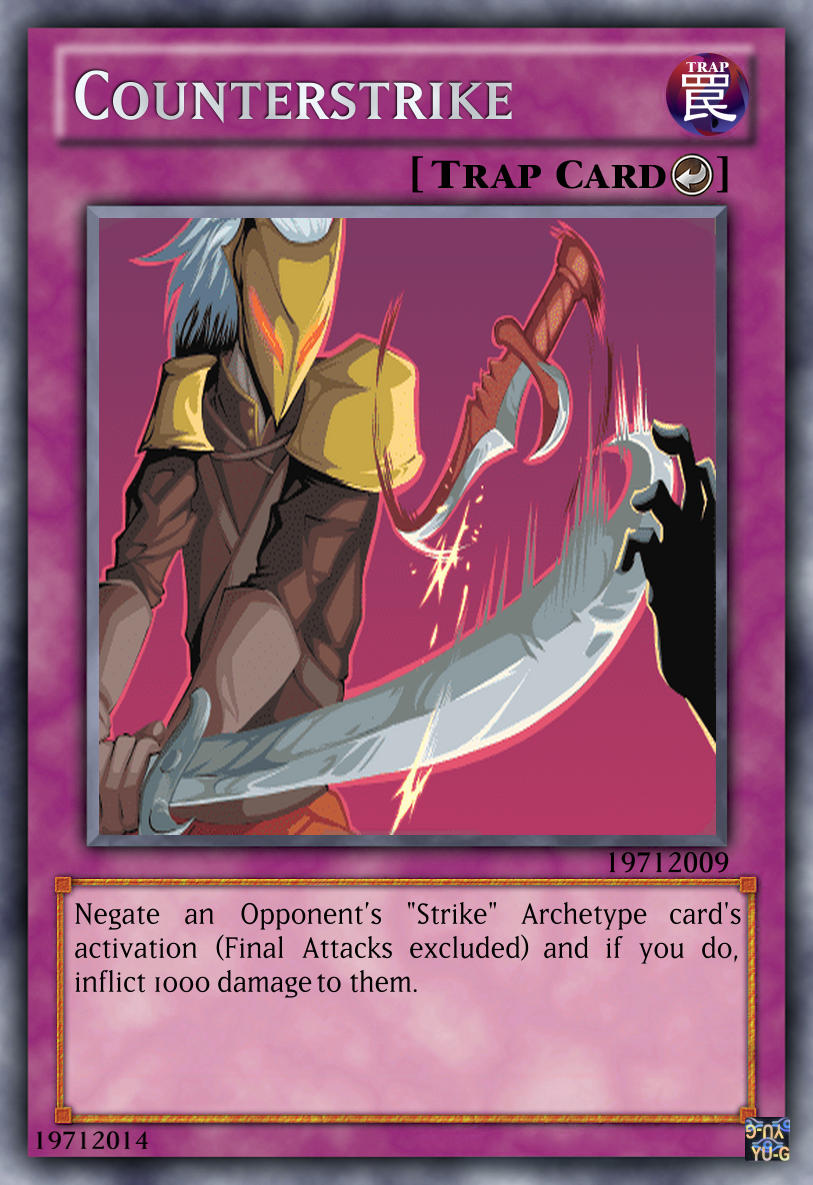 COUNTERSTRIKE
TRAP
罠
[ TRAP CARD ]
19712009
Negate an Opponent's "Strike" Archetype card's
activation (Final Attacks excluded) and if you do,
inflict 1000 damage to them.
19712014
YU-G
YU-G